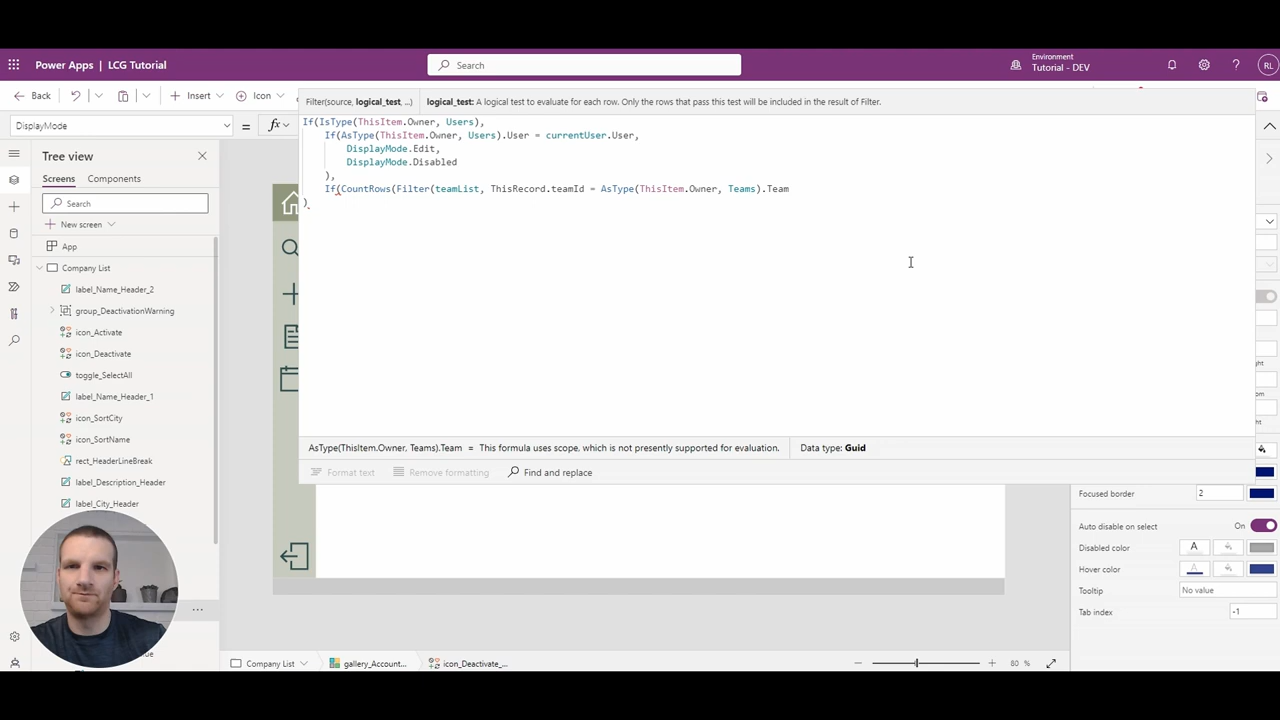 Power Apps | LCG Tutorial
Search
Environment
Tutorial - DEV
RL
Back
Insert
Icon
Filter(source, logical_test, ...)
logical_test: A logical test to evaluate for each row. Only the rows that pass this test will be included in the result of Filter.
DisplayMode
=
fx
If(IsType(ThisItem.Owner, Users),
If(AsType(ThisItem.Owner, Users).User = currentUser.User,
DisplayMode.Edit,
DisplayMode.Disabled
),
If(CountRows(Filter(teamList, ThisRecord.teamId = AsType(ThisItem.Owner, Teams).Team
)
Tree view
Screens
Components
Search
New screen
App
Company List
label_Name_Header_2
group_DeactivationWarning
icon_Activate
icon_Deactivate
toggle_SelectAll
label_Name_Header_1
icon_SortCity
icon_SortName
rect_HeaderLineBreak
label_Description_Header
label_City_Header
AsType(ThisItem.Owner, Teams).Team = This formula uses scope, which is not presently supported for evaluation.
Data type: Guid
Format text
Remove formatting
Find and replace
Focused border
2
Auto disable on select
On
Disabled color
A
Hover color
A
Tooltip
No value
Tab index
-1
Company List
gallery_Account...
icon_Deactivate_...
80 %